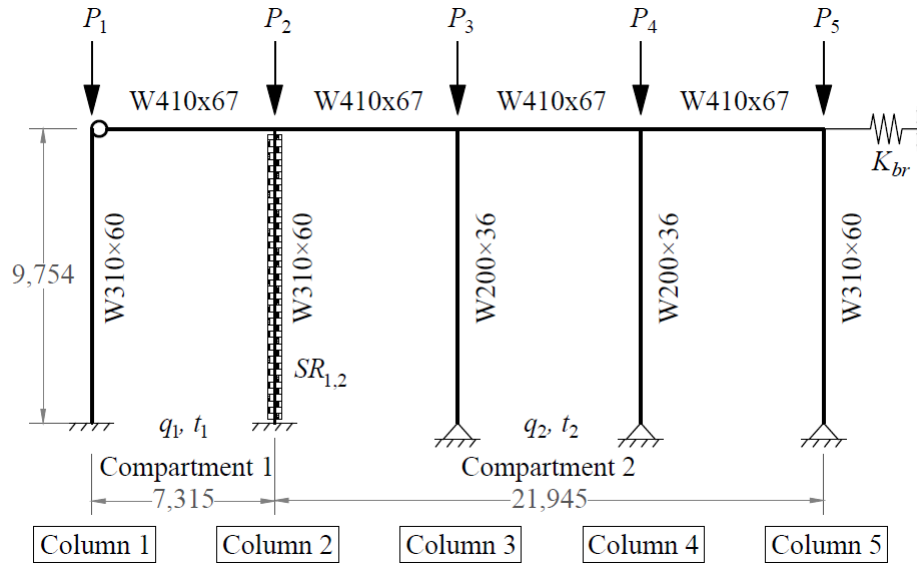 P₁ P₂ P₃ P₄ P₅
W410x67 W410x67 W410x67 W410x67
K_br
9,754
W310×60 W310×60 W200×36 W200×36 W310×60
SR₁,₂
q₁, t₁ q₂, t₂
Compartment 1 Compartment 2
7,315 21,945
Column 1 Column 2 Column 3 Column 4 Column 5